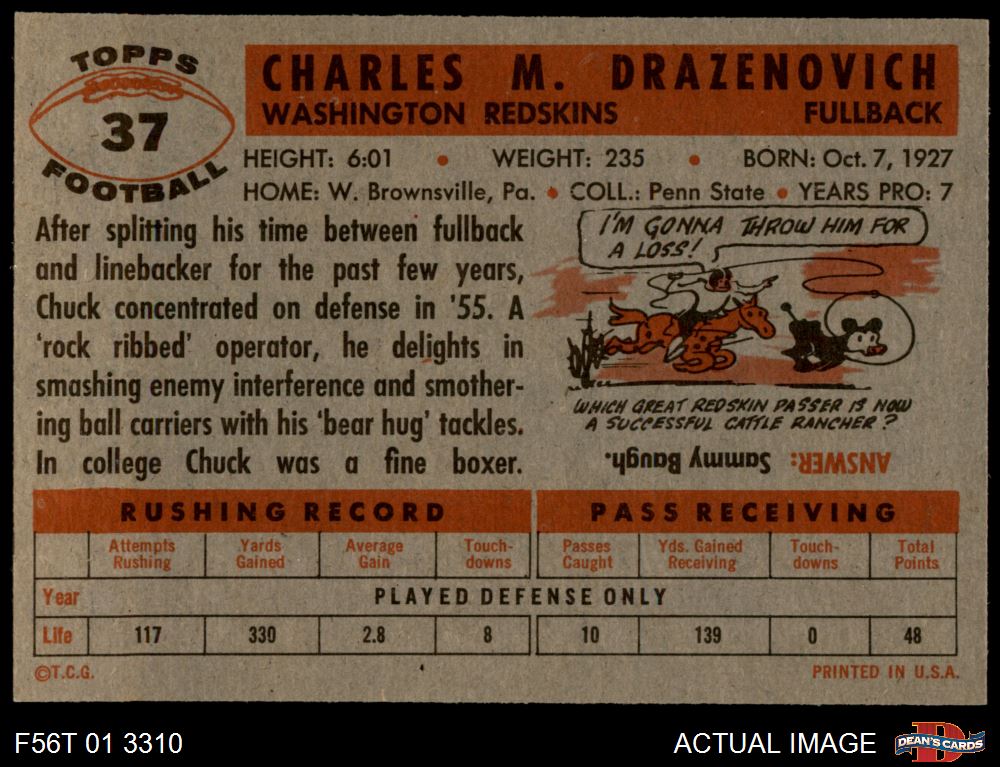 TOPPS
37
FOOTBALL
CHARLES M. DRAZENOVICH
WASHINGTON REDSKINS FULLBACK
HEIGHT: 6:01 • WEIGHT: 235 • BORN: Oct. 7, 1927
HOME: W. Brownsville, Pa. • COLL.: Penn State • YEARS PRO: 7
After splitting his time between fullback
and linebacker for the past few years,
Chuck concentrated on defense in '55. A
'rock ribbed' operator, he delights in
smashing enemy interference and smother-
ing ball carriers with his 'bear hug' tackles.
In college Chuck was a fine boxer.
I'M GONNA THROW HIM FOR
A LOSS!
WHICH GREAT REDSKIN PASSER IS NOW
A SUCCESSFUL CATTLE RANCHER?
ANSWER: Sammy Baugh.
RUSHING RECORD PASS RECEIVING
Attempts Rushing Yards Gained Average Gain Touch-downs Passes Caught Yds. Gained Receiving Touch-downs Total Points
Year PLAYED DEFENSE ONLY
Life 117 330 2.8 8 10 139 0 48
©T.C.G. PRINTED IN U.S.A.
F56T 01 3310 ACTUAL IMAGE DEAN'S CARDS